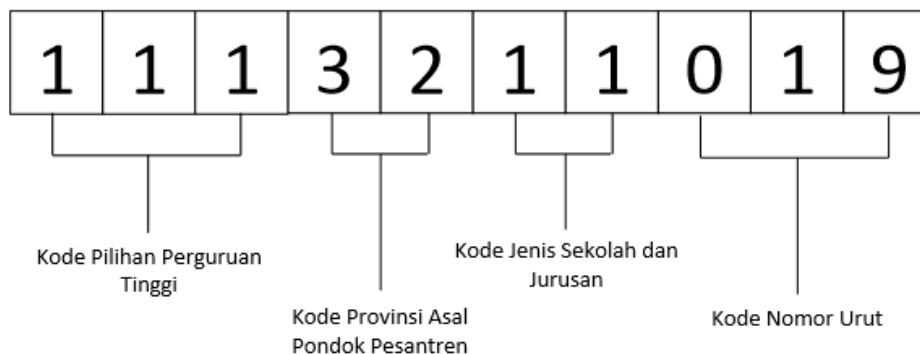 1 1 1 3 2 1 1 0 1 9
Kode Pilihan Perguruan
Tinggi
Kode Jenis Sekolah dan
Jurusan
Kode Provinsi Asal
Pondok Pesantren
Kode Nomor Urut